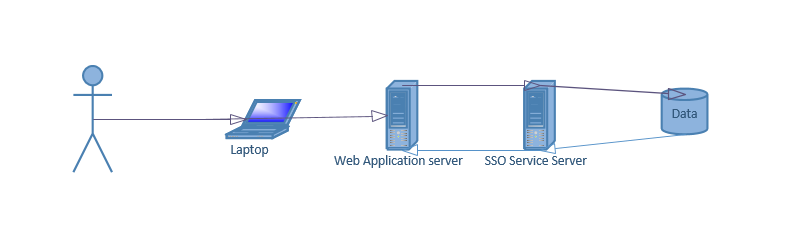 Data
Laptop
Web Application server
SSO Service Server